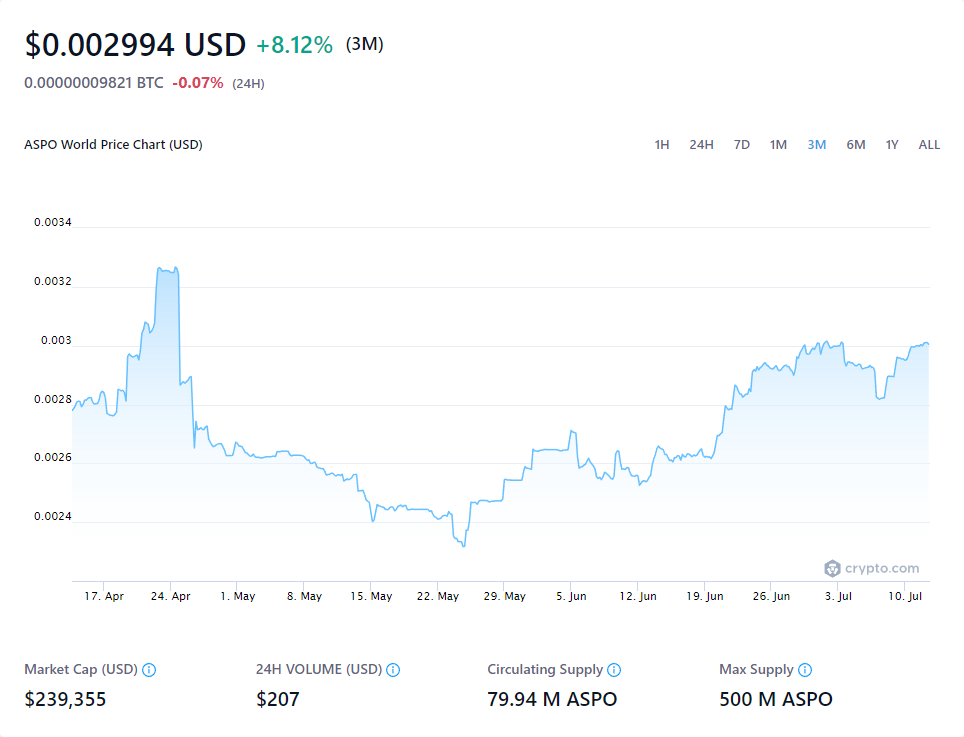 $0.002994 USD +8.12% (3M)
0.00000009821 BTC -0.07% (24H)
ASPO World Price Chart (USD)
1H 24H 7D 1M 3M 6M 1Y ALL
0.0034
0.0032
0.003
0.0028
0.0026
0.0024
crypto.com
17. Apr 24. Apr 1. May 8. May 15. May 22. May 29. May 5. Jun 12. Jun 19. Jun 26. Jun 3. Jul 10. Jul
Market Cap (USD) 24H VOLUME (USD) Circulating Supply Max Supply
$239,355 $207 79.94 M ASPO 500 M ASPO